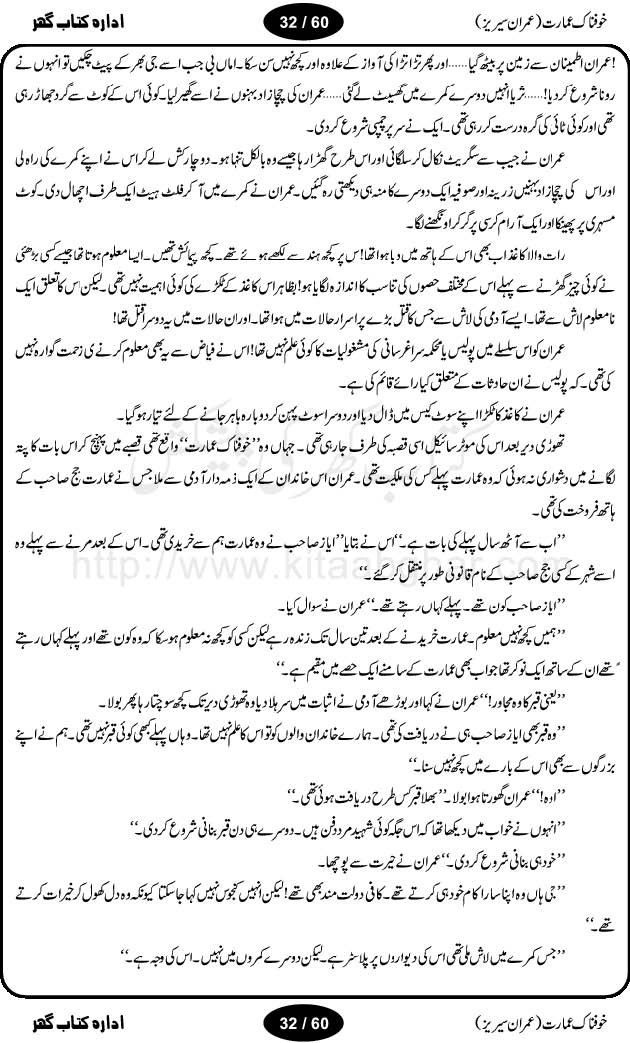 خوفناک عمارت (عمران سیریز)
32 / 60
ادارہ کتاب گھر
!عمران اطمینان سے زمین پر بیٹھ گیا......اور پھر تڑاتڑا کی آواز کے علاوہ اور کچھ نہیں سن سکا۔ اماں بی جب اسے جی بھر کے پیٹ چکیں تو انہوں نے
رونا شروع کر دیا!......ثریا انہیں دوسرے کمرے میں گھسیٹ لے گئی......عمران کی چچازاد بہنوں نے اسے گھیر لیا۔ کوئی اس کے کوٹ سے گرد جھاڑ رہی
تھی اور کوئی ٹائی کی گرہ درست کر رہی تھی۔ ایک نے سر پر چمپی شروع کر دی۔
عمران نے جیب سے سگریٹ نکال کر سلگائی اور اس طرح کھڑا رہا جیسے وہ بالکل تنہا ہو۔ دو چار کش لے کر اس نے اپنے کمرے کی راہ لی
اور اس کی چچازاد بہنیں زرینہ اور صوفیہ ایک دوسرے کا منہ ہی دیکھتی رہ گئیں۔ عمران نے کمرے میں آ کر فلٹ ہیٹ ایک طرف اچھال دی۔ کوٹ
مسہری پر پھینکا اور ایک آرام کرسی پر گر کر اونگھنے لگا۔
رات والا کاغذ اب بھی اس کے ہاتھ میں دبا ہوا تھا! س پر کچھ ہندسے لکھے ہوئے تھے۔ کچھ پیمائش تھیں۔ ایسا معلوم ہوتا تھا جیسے کسی بڑھئی
نے کوئی چیز گھڑنے سے پہلے اس کے مختلف حصوں کی تناسب کا اندازہ لگایا ہو! بظاہر اس کاغذ کے ٹکڑے کی کوئی اہمیت نہیں تھی۔ لیکن س کا تعلق ایک
نامعلوم لاش سے تھا۔ ایسے آدمی کی لاش سے جس کا قتل بڑے پر اسرار حالات میں ہوا تھا۔ اور ان حالات میں یہ دوسرا قتل تھا!
عمران کو اس سلسلے میں پولیس یا محکمہ سراغرسانی کی مشغولیات کا کوئی علم نہیں تھا! اس نے فیاض سے یہ بھی معلوم کرنے ی زحمت گوارہ نہیں
کی تھی۔ کہ پولیس نے ان حادثات کے متعلق کیا رائے قائم کی ہے۔
عمران نے کاغذ کا ٹکڑا اپنے سوٹ کیس میں ڈال دیا اور دوسرا سوٹ پہن کر دوبارہ باہر جانے کے لئے تیار ہو گیا۔
تھوڑی دیر بعد اس کی موٹر سائیکل اسی قصبہ کی طرف جا رہی تھی۔ جہاں وہ ’’خوفناک عمارت‘‘ واقع تھی قصبے میں پہنچ کر اس بات کا پتہ
لگانے میں دشواری نہ ہوئی کہ وہ عمارت پہلے کس کی ملکیت تھی۔ عمران اس خاندان کے ایک ذمہ دار آدمی سے ملا جس نے عمارت جج صاحب کے
ہاتھ فروخت کی تھی۔
’’اب سے آٹھ سال پہلے کی بات ہے۔‘‘ اس نے بتایا ’’ایاز صاحب نے وہ عمارت ہم سے خریدی تھی۔ اس کے بعد مرنے سے پہلے وہ
اسے شہر کے کسی جج صاحب کے نام قانونی طور پر منتقل کر گئے۔‘‘
’’ایاز صاحب کون تھے۔ پہلے کہاں رہتے تھے۔‘‘ عمران نے سوال کیا۔
’’ہمیں کچھ نہیں معلوم۔ عمارت خریدنے کے بعد تین سال تک زندہ رہے لیکن کسی کو کچھ نہ معلوم ہو سکا کہ وہ کون تھے اور پہلے کہاں رہتے
تھے ان کے ساتھ ایک نوکر تھا جو اب بھی عمارت کے سامنے ایک حصے میں مقیم ہے۔‘‘
’’یعنی قبر کا وہ مجاور!‘‘ عمران نے کہا اور بوڑھے آدمی نے اثبات میں سر ہلا دیا وہ تھوڑی دیر تک کچھ سوچتا رہا پھر بولا۔
’’وہ قبر بھی ایاز صاحب ہی نے دریافت کی تھی۔ ہمارے خاندان والوں کو تو اس کا علم نہیں تھا۔ وہاں پہلے کبھی کوئی قبر نہیں تھی۔ ہم نے اپنے
بزرگوں سے بھی اس کے بارے میں کچھ نہیں سنا۔‘‘
’’اوہ!‘‘ عمران گھورتا ہوا بولا۔ ’’بھلا قبر کس طرح دریافت ہوئی تھی۔‘‘
’’انہوں نے خواب میں دیکھا تھا کہ اس جگہ کوئی شہید مرد دفن ہیں۔ دوسرے ہی دن قبر بنانی شروع کر دی۔‘‘
’’خود ہی بنانی شروع کر دی۔‘‘ عمران نے حیرت سے پوچھا۔
’’جی ہاں وہ اپنا سارا کام خود ہی کرتے تھے۔ کافی دولت مند بھی تھے! لیکن انہیں کنجوس نہیں کہا جا سکتا کیونکہ وہ دل کھول کر خیرات کرتے
تھے۔‘‘
’’جس کمرے میں لاش ملی تھی اس کی دیواروں پر پلاسٹر ہے۔ لیکن دوسرے کمروں میں نہیں۔ اس کی وجہ ہے۔‘‘
کتاب گھر کی پیشکش
http://www.kitaabghar.com
خوفناک عمارت (عمران سیریز)
32 / 60
ادارہ کتاب گھر